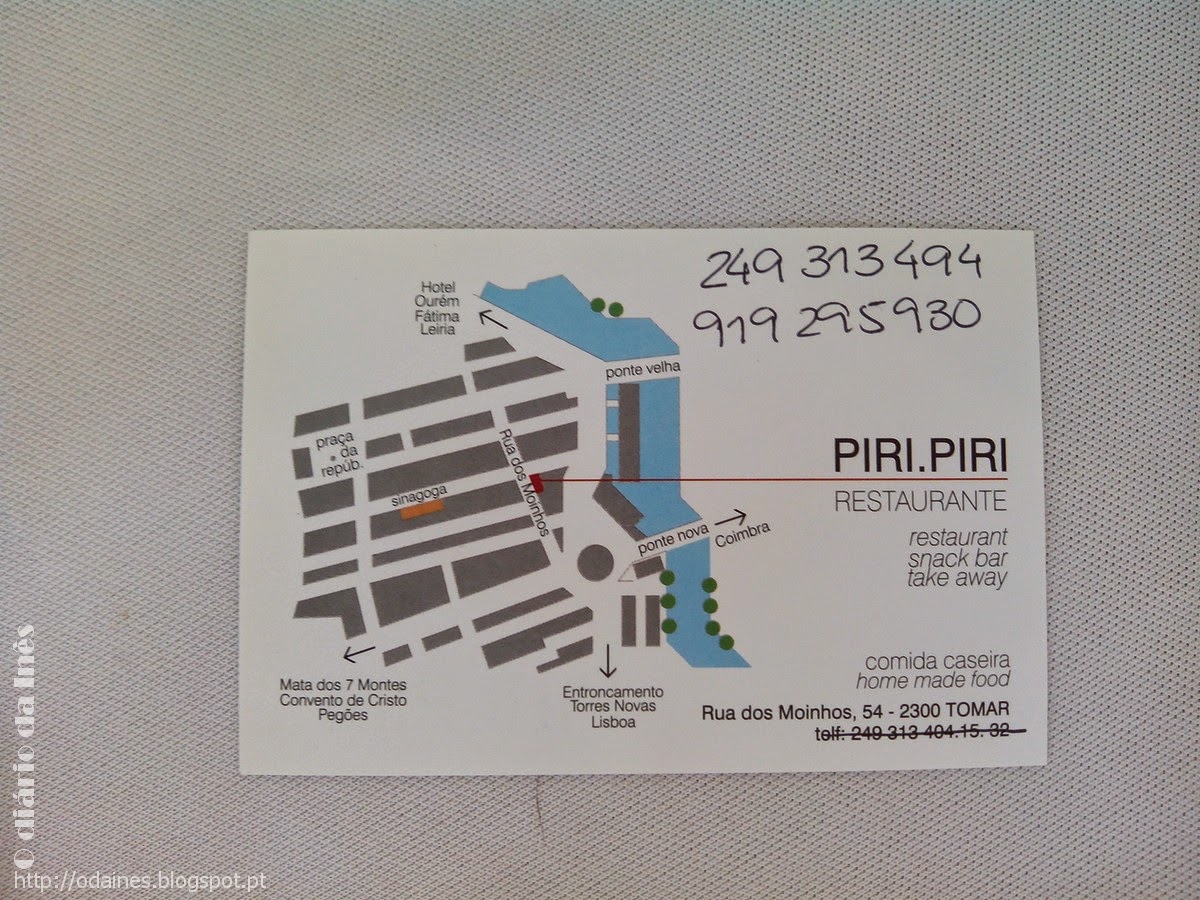 249 313 494
919 295930
Hotel
Ourém
Fátima
Leiria
ponte velha
praça
da
repúb.
Rua dos Moinhos
sinagoga
ponte nova
Coimbra
PIRI.PIRI
RESTAURANTE
restaurant
snack bar
take away
Mata dos 7 Montes
Convento de Cristo
Pegões
Entroncamento
Torres Novas
Lisboa
comida caseira
home made food
Rua dos Moinhos, 54 - 2300 TOMAR
telf: 249 313 404.15. 32
O diário da Inês
http://odaines.blogspot.pt